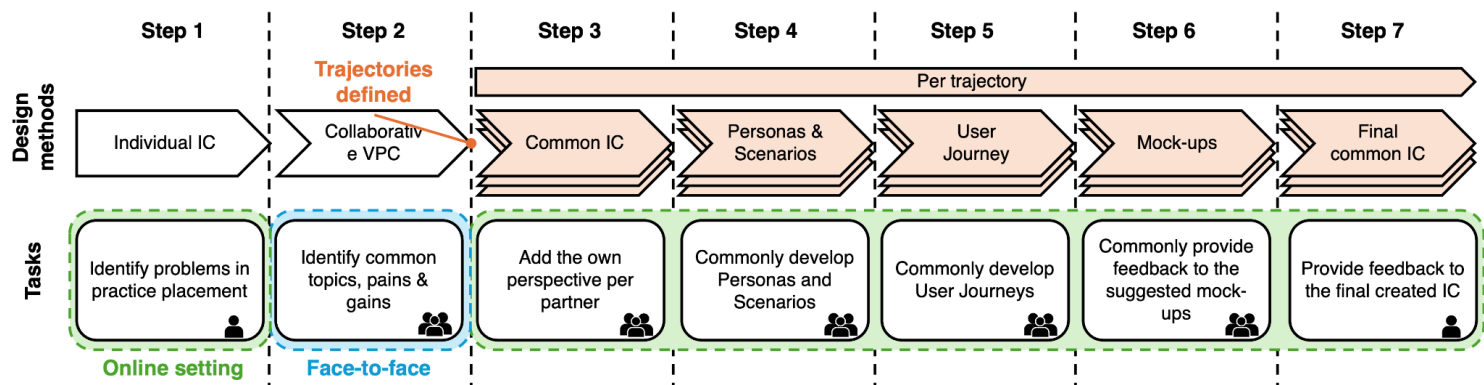 Step 1
Step 2
Step 3
Step 4
Step 5
Step 6
Step 7
Trajectories
defined
Per trajectory
Design
methods
Individual IC
Collaborativ
e VPC
Common IC
Personas &
Scenarios
User
Journey
Mock-ups
Final
common IC
Tasks
Identify problems in
practice placement
Identify common
topics, pains &
gains
Add the own
perspective per
partner
Commonly develop
Personas and
Scenarios
Commonly develop
User Journeys
Commonly provide
feedback to the
suggested mock-
ups
Provide feedback to
the final created IC
Online setting
Face-to-face